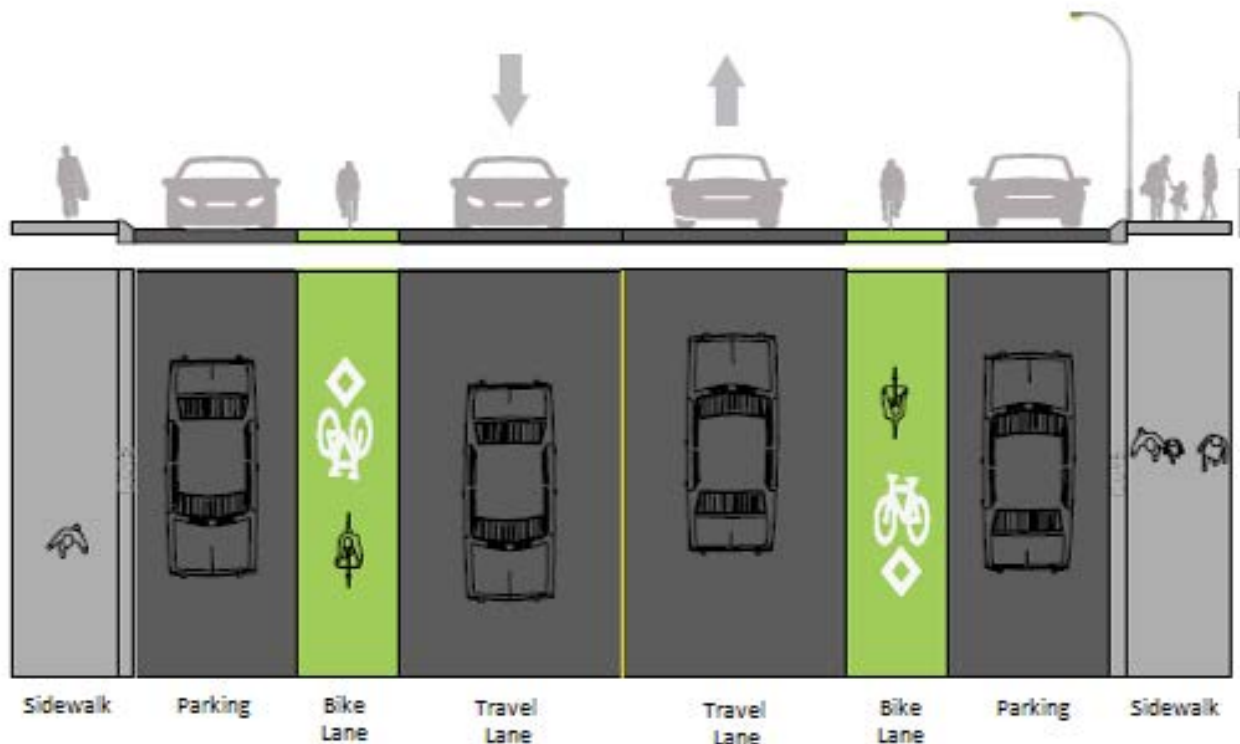 Sidewalk
Parking
Bike
Lane
Travel
Lane
Travel
Lane
Bike
Lane
Parking
Sidewalk